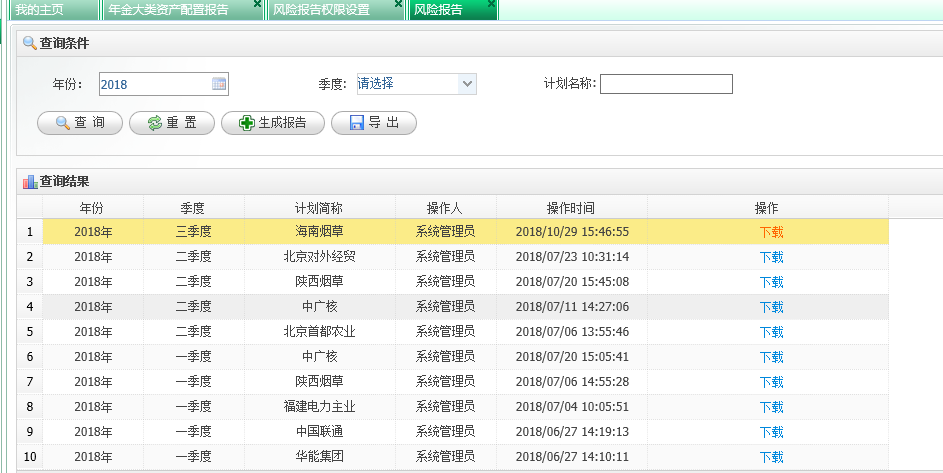 我的主页 年金大类资产配置报告 风险报告权限设置 风险报告
查询条件
年份: 2018 季度: 请选择 计划名称:
查 询 重 置 生成报告 导 出
查询结果
年份 季度 计划简称 操作人 操作时间 操作
1 2018年 三季度 海南烟草 系统管理员 2018/10/29 15:46:55 下载
2 2018年 二季度 北京对外经贸 系统管理员 2018/07/23 10:31:14 下载
3 2018年 二季度 陕西烟草 系统管理员 2018/07/20 15:45:08 下载
4 2018年 二季度 中广核 系统管理员 2018/07/11 14:27:06 下载
5 2018年 二季度 北京首都农业 系统管理员 2018/07/06 13:55:46 下载
6 2018年 一季度 中广核 系统管理员 2018/07/20 15:05:41 下载
7 2018年 一季度 陕西烟草 系统管理员 2018/07/06 14:55:28 下载
8 2018年 一季度 福建电力主业 系统管理员 2018/07/04 10:05:51 下载
9 2018年 一季度 中国联通 系统管理员 2018/06/27 14:19:13 下载
10 2018年 一季度 华能集团 系统管理员 2018/06/27 14:10:11 下载